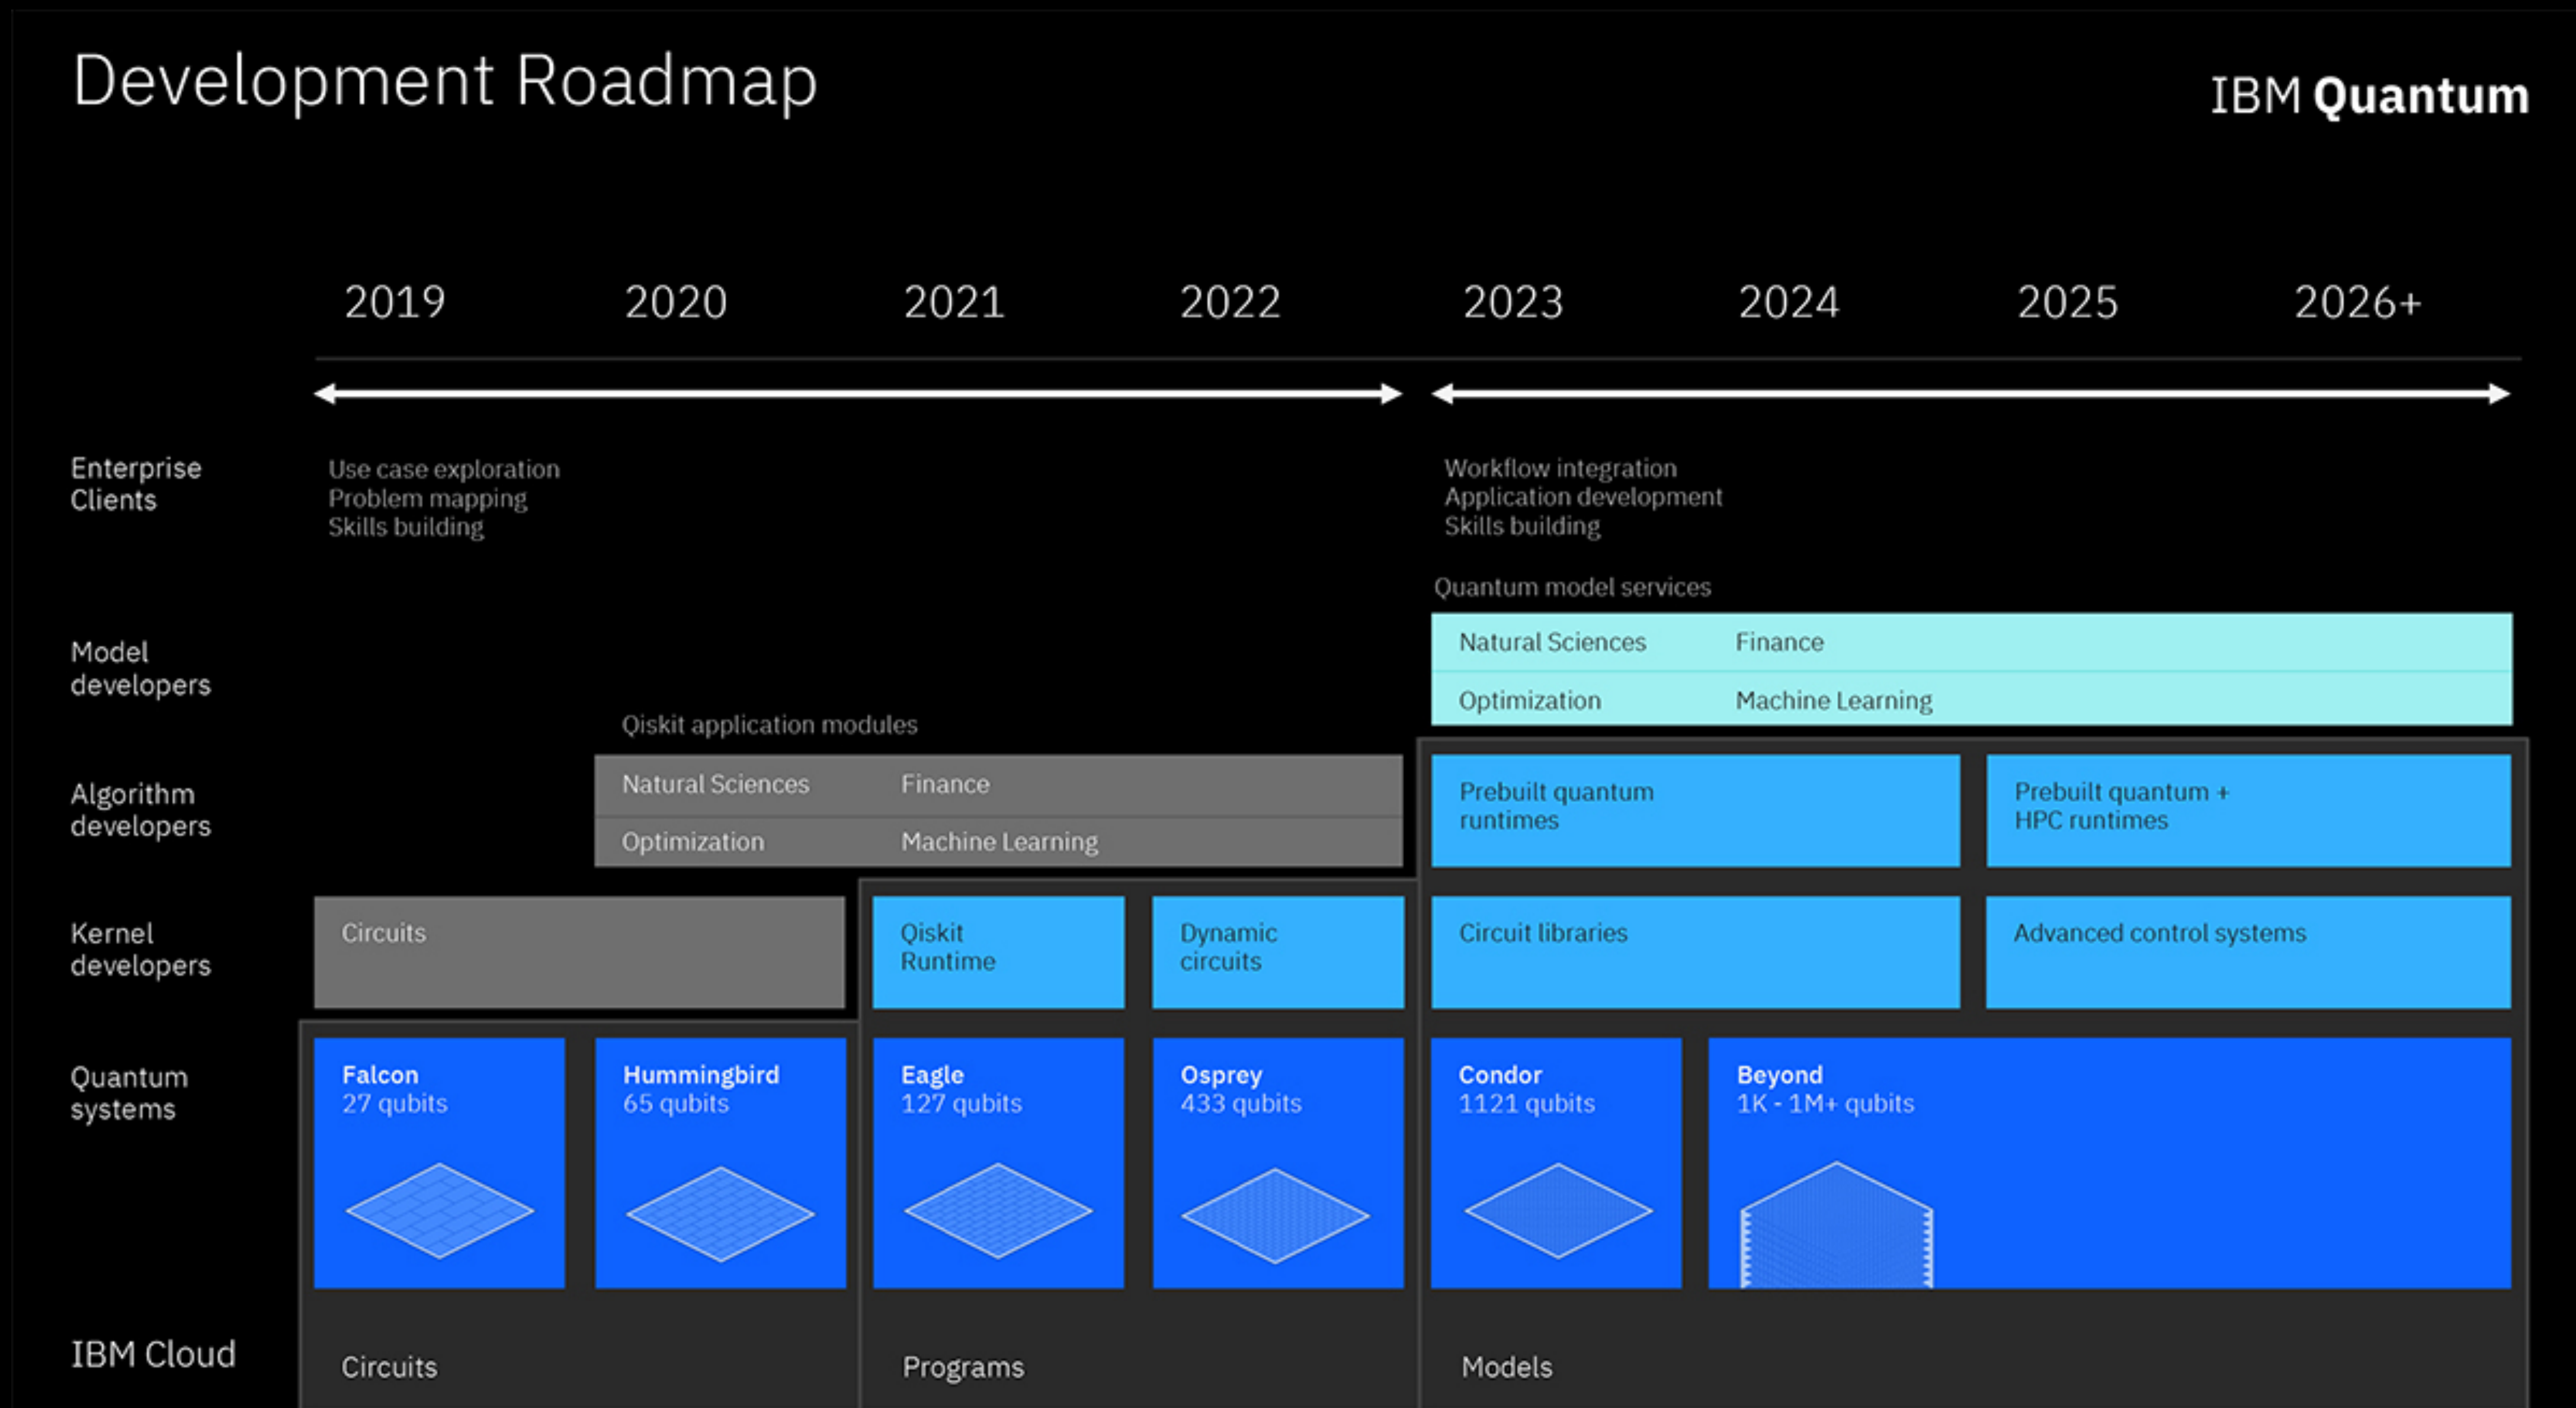 Development Roadmap
IBM Quantum
2019
2020
2021
2022
2023
2024
2025
2026+
Enterprise
Clients
Use case exploration
Problem mapping
Skills building
Workflow integration
Application development
Skills building
Model
developers
Quantum model services
Natural Sciences
Finance
Optimization
Machine Learning
Algorithm
developers
Qiskit application modules
Natural Sciences
Finance
Optimization
Machine Learning
Prebuilt quantum
runtimes
Prebuilt quantum +
HPC runtimes
Kernel
developers
Circuits
Qiskit
Runtime
Dynamic
circuits
Circuit libraries
Advanced control systems
Quantum
systems
Falcon
27 qubits
Hummingbird
65 qubits
Eagle
127 qubits
Osprey
433 qubits
Condor
1121 qubits
Beyond
1K - 1M+ qubits
IBM Cloud
Circuits
Programs
Models